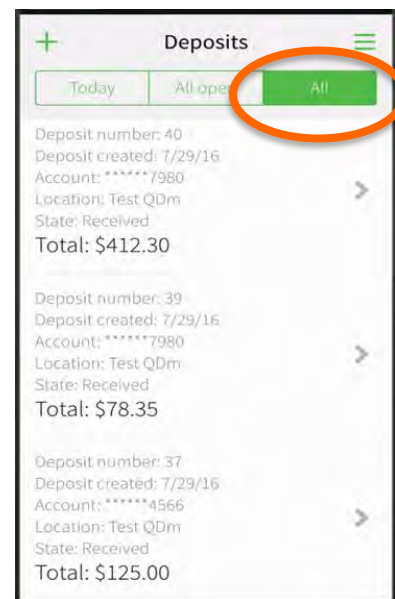 + Deposits
Today All open All
Deposit number: 40
Deposit created: 7/29/16
Account: ******7980
Location: Test QDm
State: Received
Total: $412.30
Deposit number: 39
Deposit created: 7/29/16
Account: ******7980
Location: Test QDm
State: Received
Total: $78.35
Deposit number: 37
Deposit created: 7/29/16
Account: ******4566
Location: Test QDm
State: Received
Total: $125.00